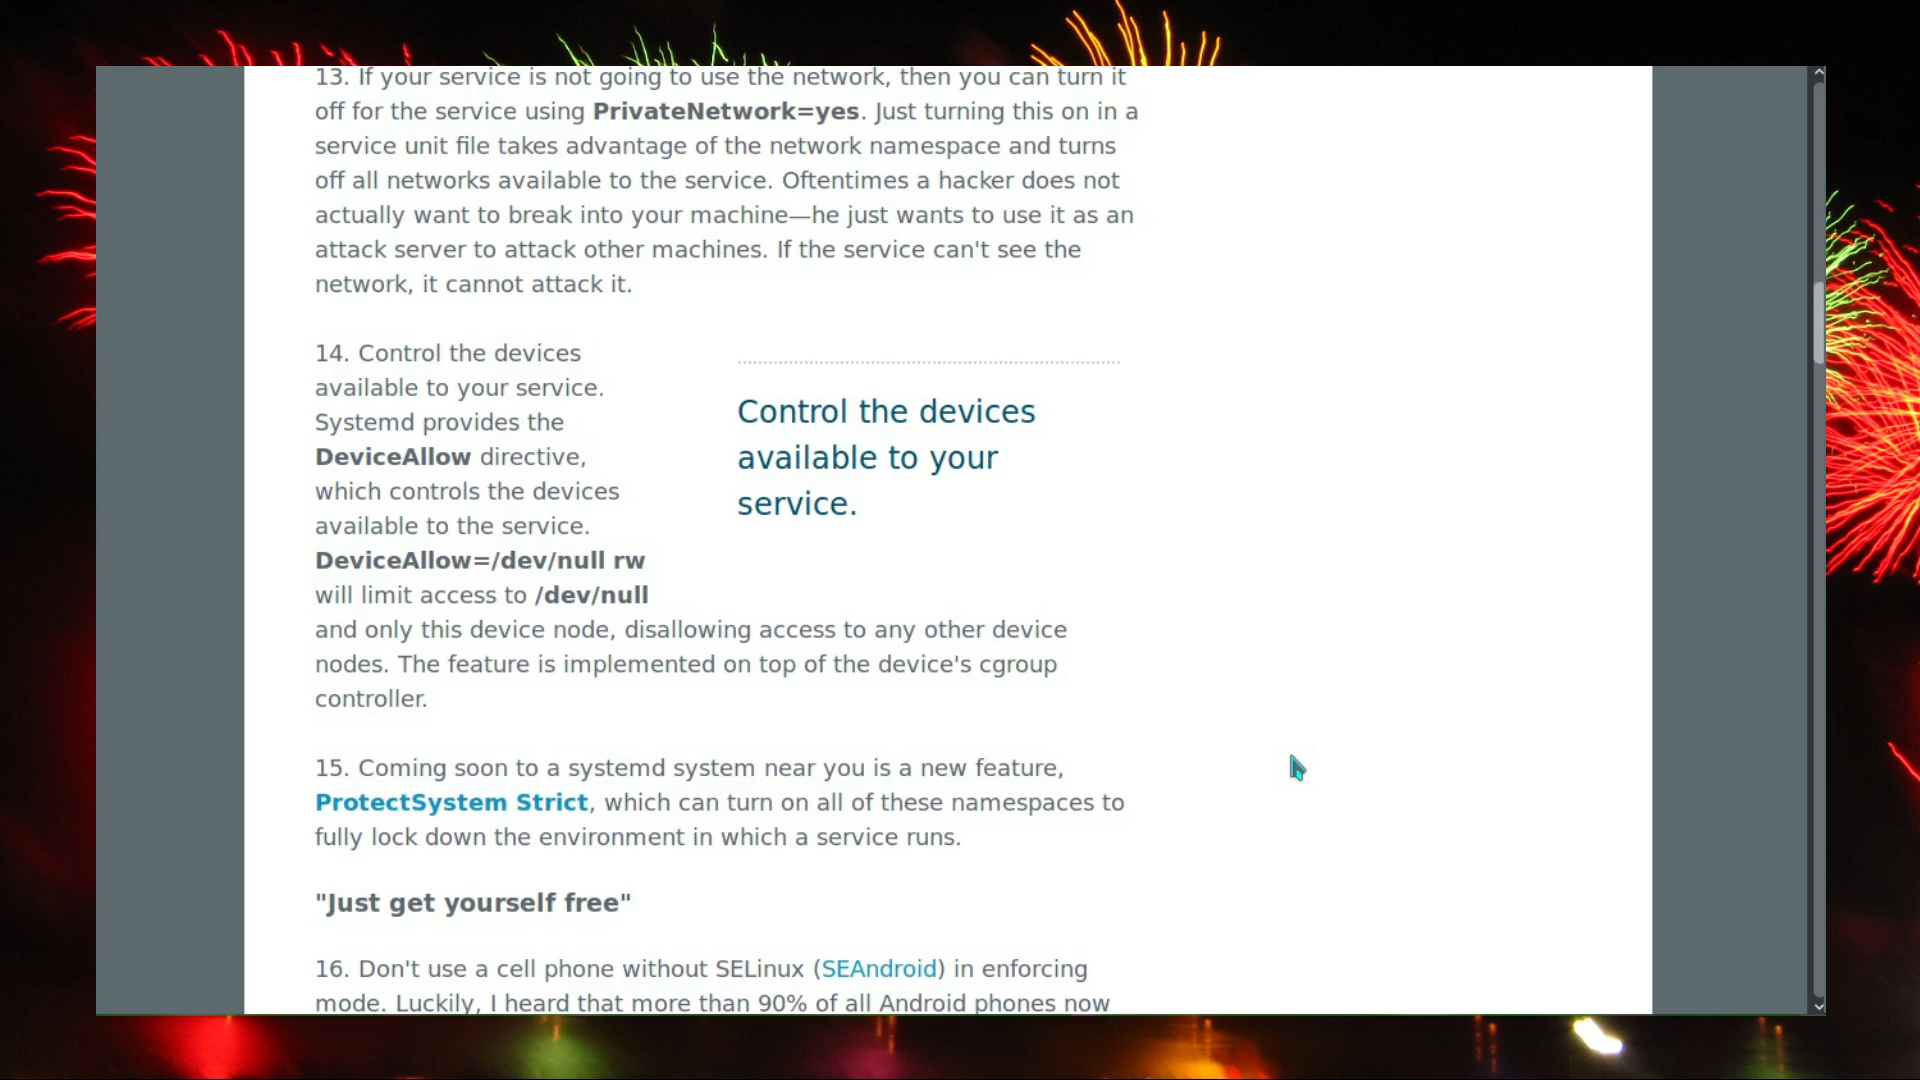 13. If your service is not going to use the network, then you can turn it
off for the service using PrivateNetwork=yes. Just turning this on in a
service unit file takes advantage of the network namespace and turns
off all networks available to the service. Oftentimes a hacker does not
actually want to break into your machine—he just wants to use it as an
attack server to attack other machines. If the service can't see the
network, it cannot attack it.
14. Control the devices
available to your service.
Systemd provides the
DeviceAllow directive,
which controls the devices
available to the service.
DeviceAllow=/dev/null rw
will limit access to /dev/null
and only this device node, disallowing access to any other device
nodes. The feature is implemented on top of the device's cgroup
controller.
Control the devices
available to your
service.
15. Coming soon to a systemd system near you is a new feature,
ProtectSystem Strict, which can turn on all of these namespaces to
fully lock down the environment in which a service runs.
"Just get yourself free"
16. Don't use a cell phone without SELinux (SEAndroid) in enforcing
mode. Luckily, I heard that more than 90% of all Android phones now